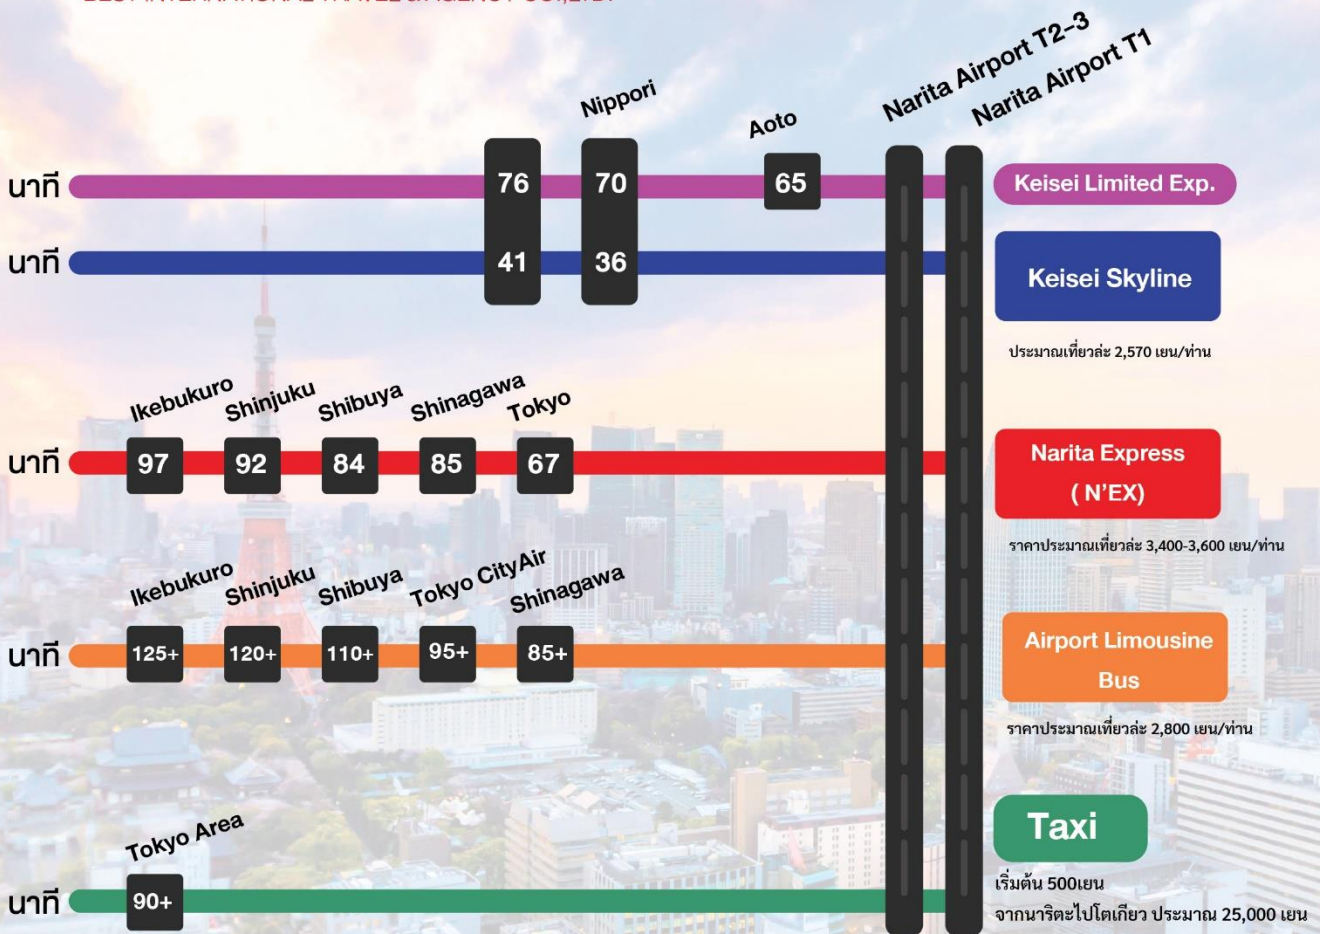 Nippori
Aoto
Narita Airport T2-3
Narita Airport T1
นาที
76
70
65
Keisei Limited Exp.
นาที
41
36
Keisei Skyline
ประมาณเที่ยวล่ะ 2,570 เยน/ท่าน
Ikebukuro
Shinjuku
Shibuya
Shinagawa
Tokyo
นาที
97
92
84
85
67
Narita Express
( N'EX)
ราคาประมาณเที่ยวล่ะ 3,400-3,600 เยน/ท่าน
Ikebukuro
Shinjuku
Shibuya
Tokyo CityAir
Shinagawa
นาที
125+
120+
110+
95+
85+
Airport Limousine
Bus
ราคาประมาณเที่ยวล่ะ 2,800 เยน/ท่าน
Tokyo Area
นาที
90+
Taxi
เริ่มต้น 500เยน
จากนาริตะไปโตเกียว ประมาณ 25,000 เยน